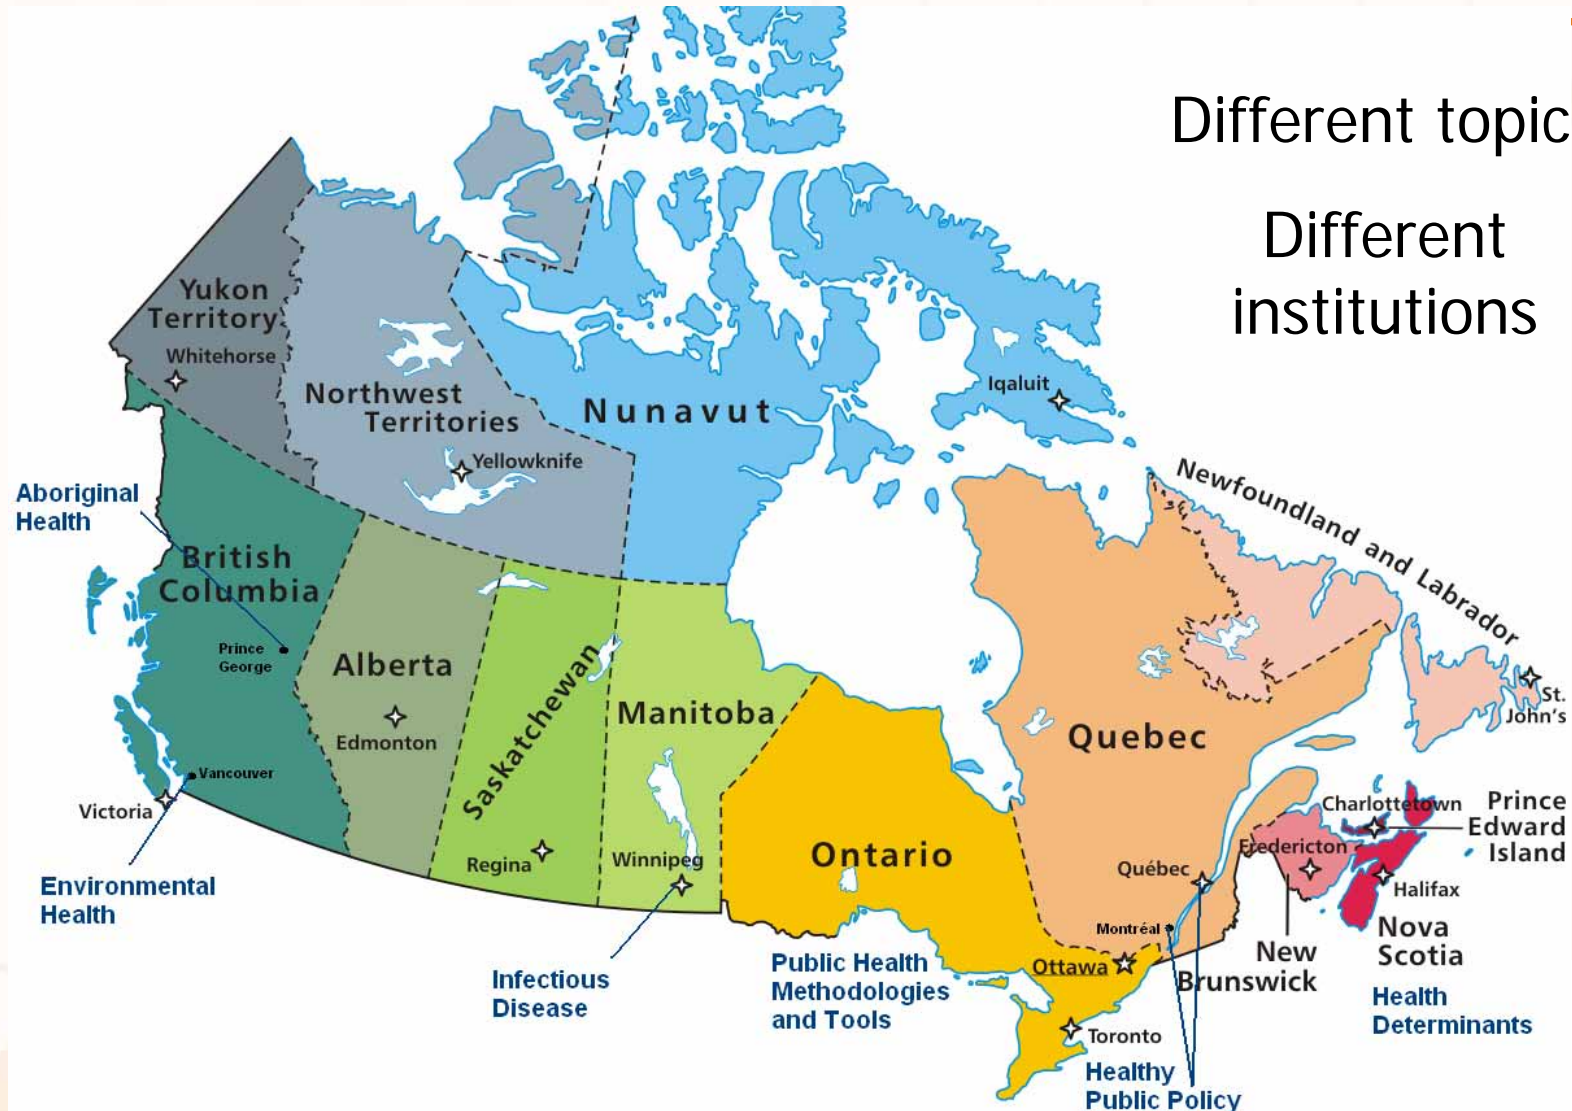 Different topic
Different
institutions
Yukon
Territory
Whitehorse
Northwest
Territories
Yellowknife
Nunavut
Iqaluit
Aboriginal
Health
British
Columbia
Prince
George
Vancouver
Victoria
Environmental
Health
Alberta
Edmonton
Saskatchewan
Regina
Manitoba
Winnipeg
Infectious
Disease
Ontario
Public Health
Methodologies
and Tools
Ottawa
Toronto
Quebec
Québec
Montréal
Healthy
Public Policy
Newfoundland and Labrador
St.
John's
Charlottetown
Prince
Edward
Island
Fredericton
Halifax
New
Brunswick
Nova
Scotia
Health
Determinants